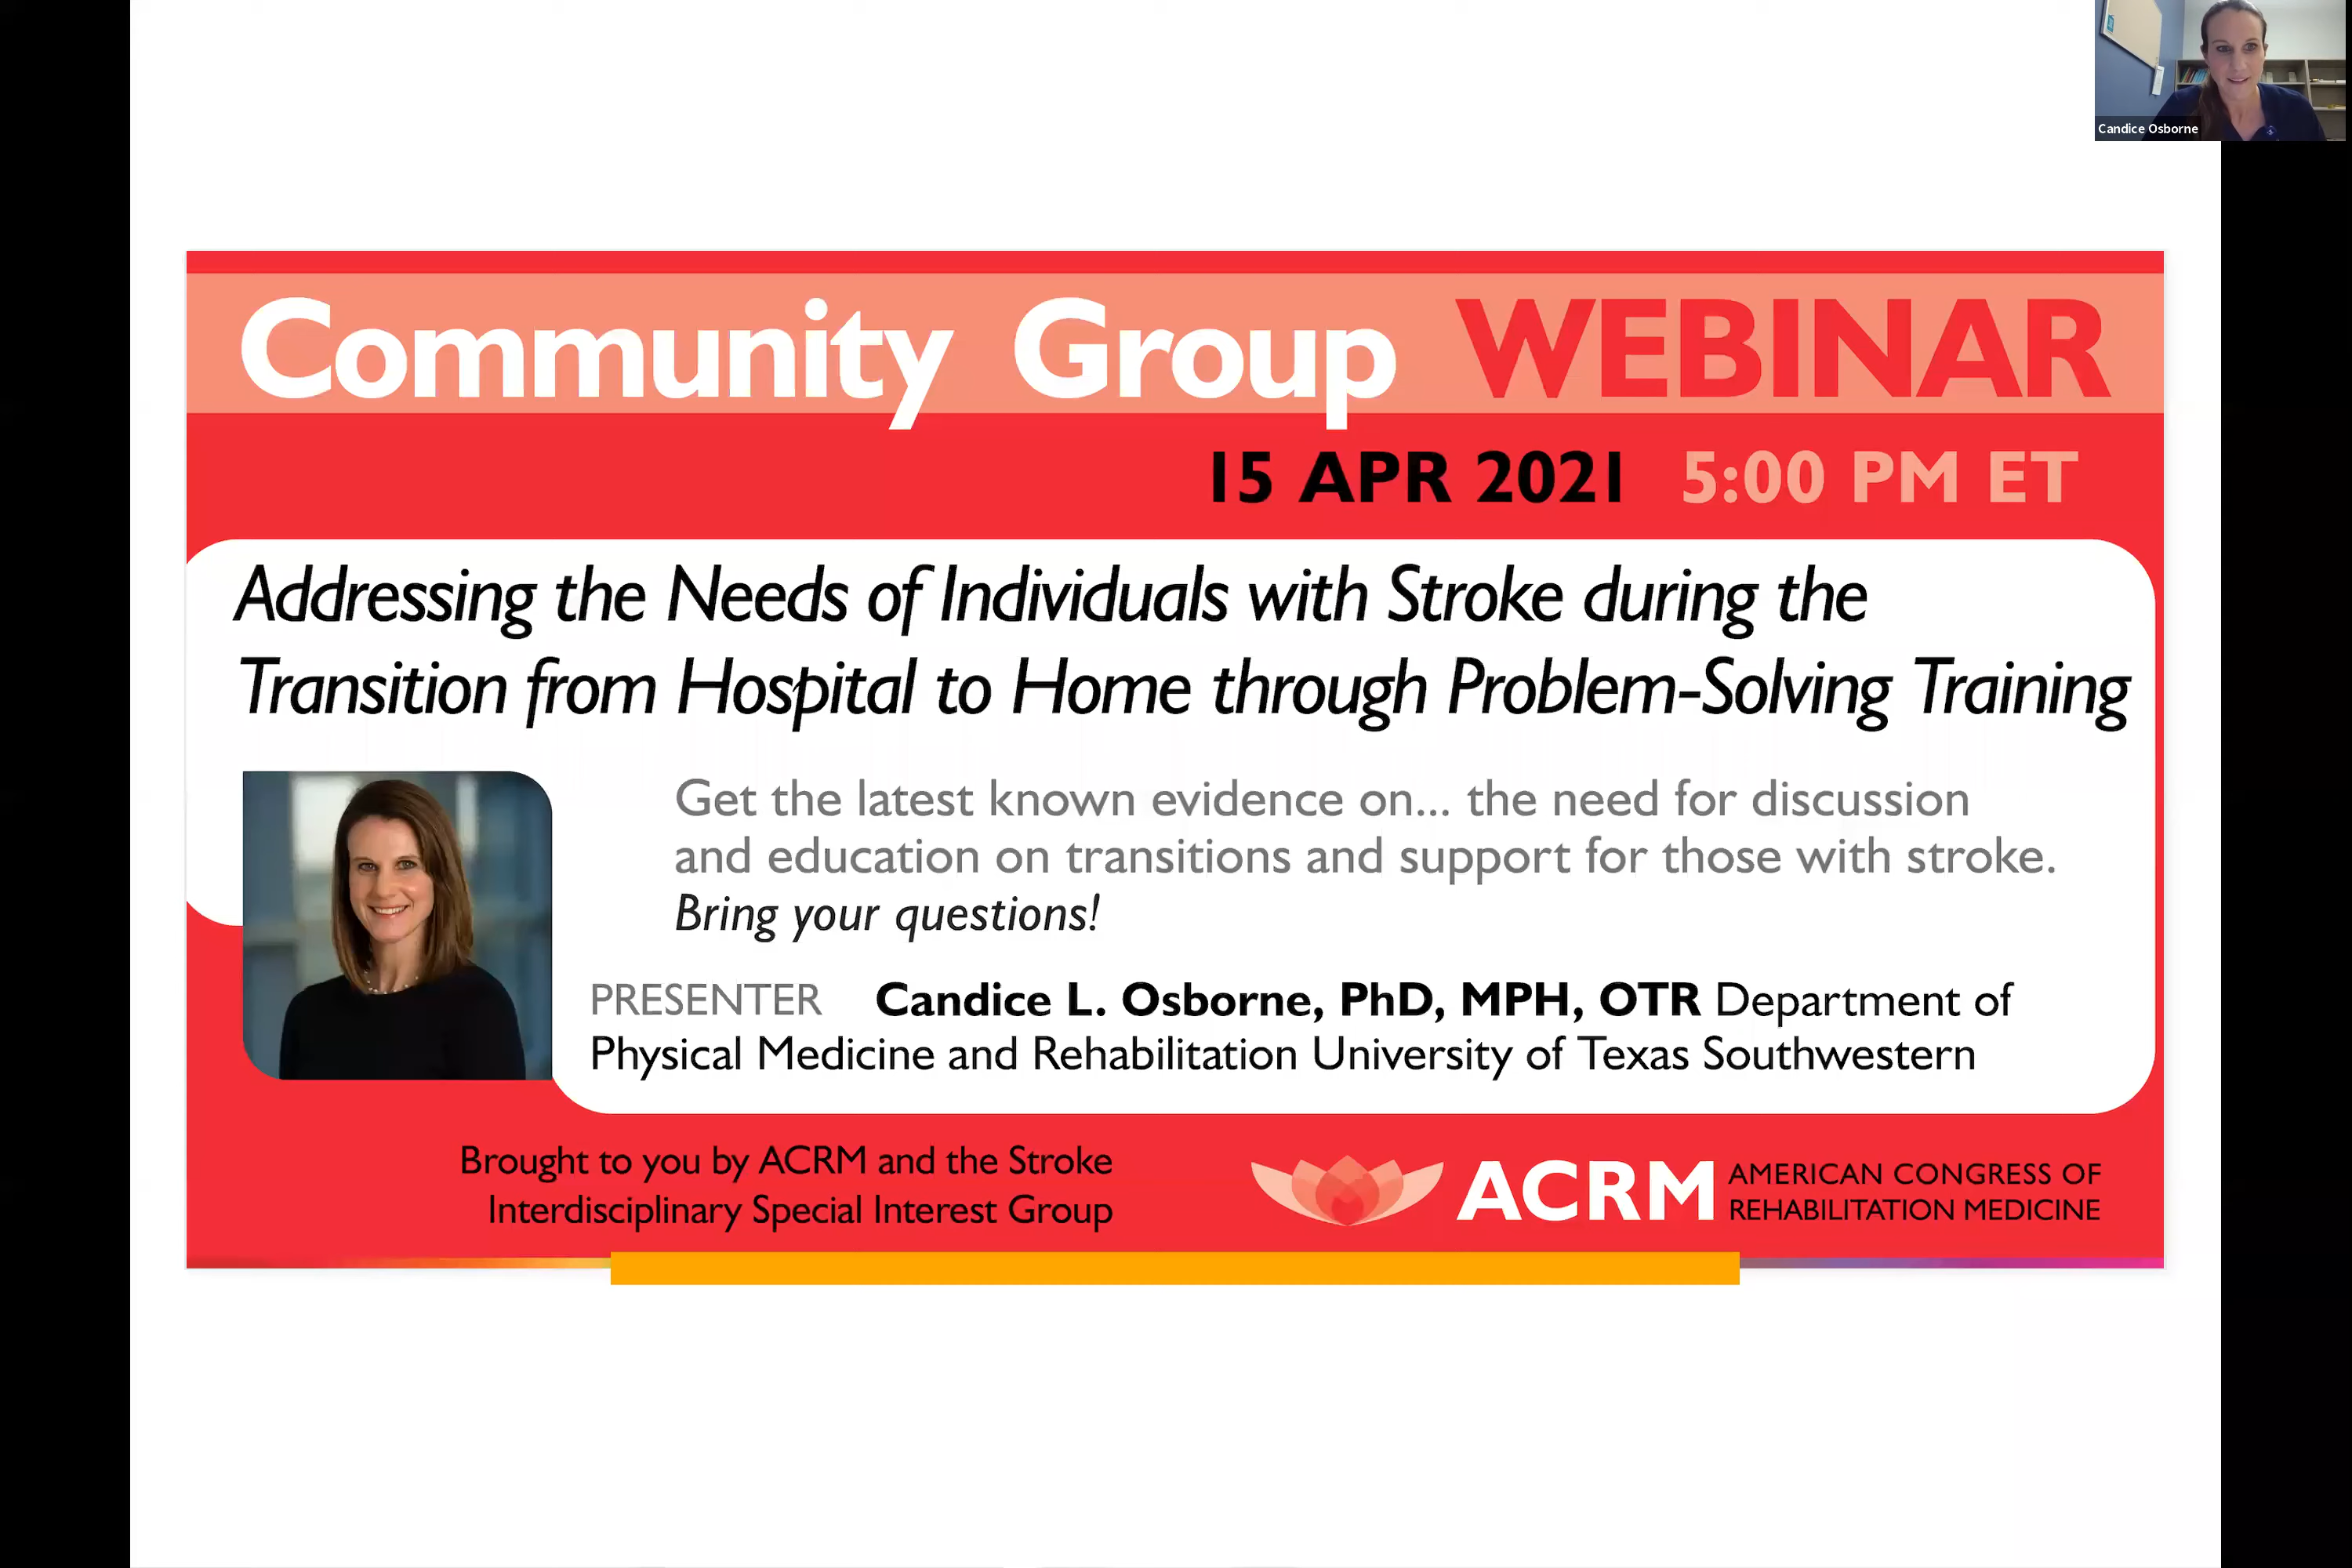 Candice Osborne
Community Group WEBINAR
15 APR 2021 5:00 PM ET
Addressing the Needs of Individuals with Stroke during the
Transition from Hospital to Home through Problem-Solving Training
Get the latest known evidence on... the need for discussion
and education on transitions and support for those with stroke.
Bring your questions!
PRESENTER Candice L. Osborne, PhD, MPH, OTR Department of
Physical Medicine and Rehabilitation University of Texas Southwestern
Brought to you by ACRM and the Stroke
Interdisciplinary Special Interest Group
ACRM
AMERICAN CONGRESS OF
REHABILITATION MEDICINE